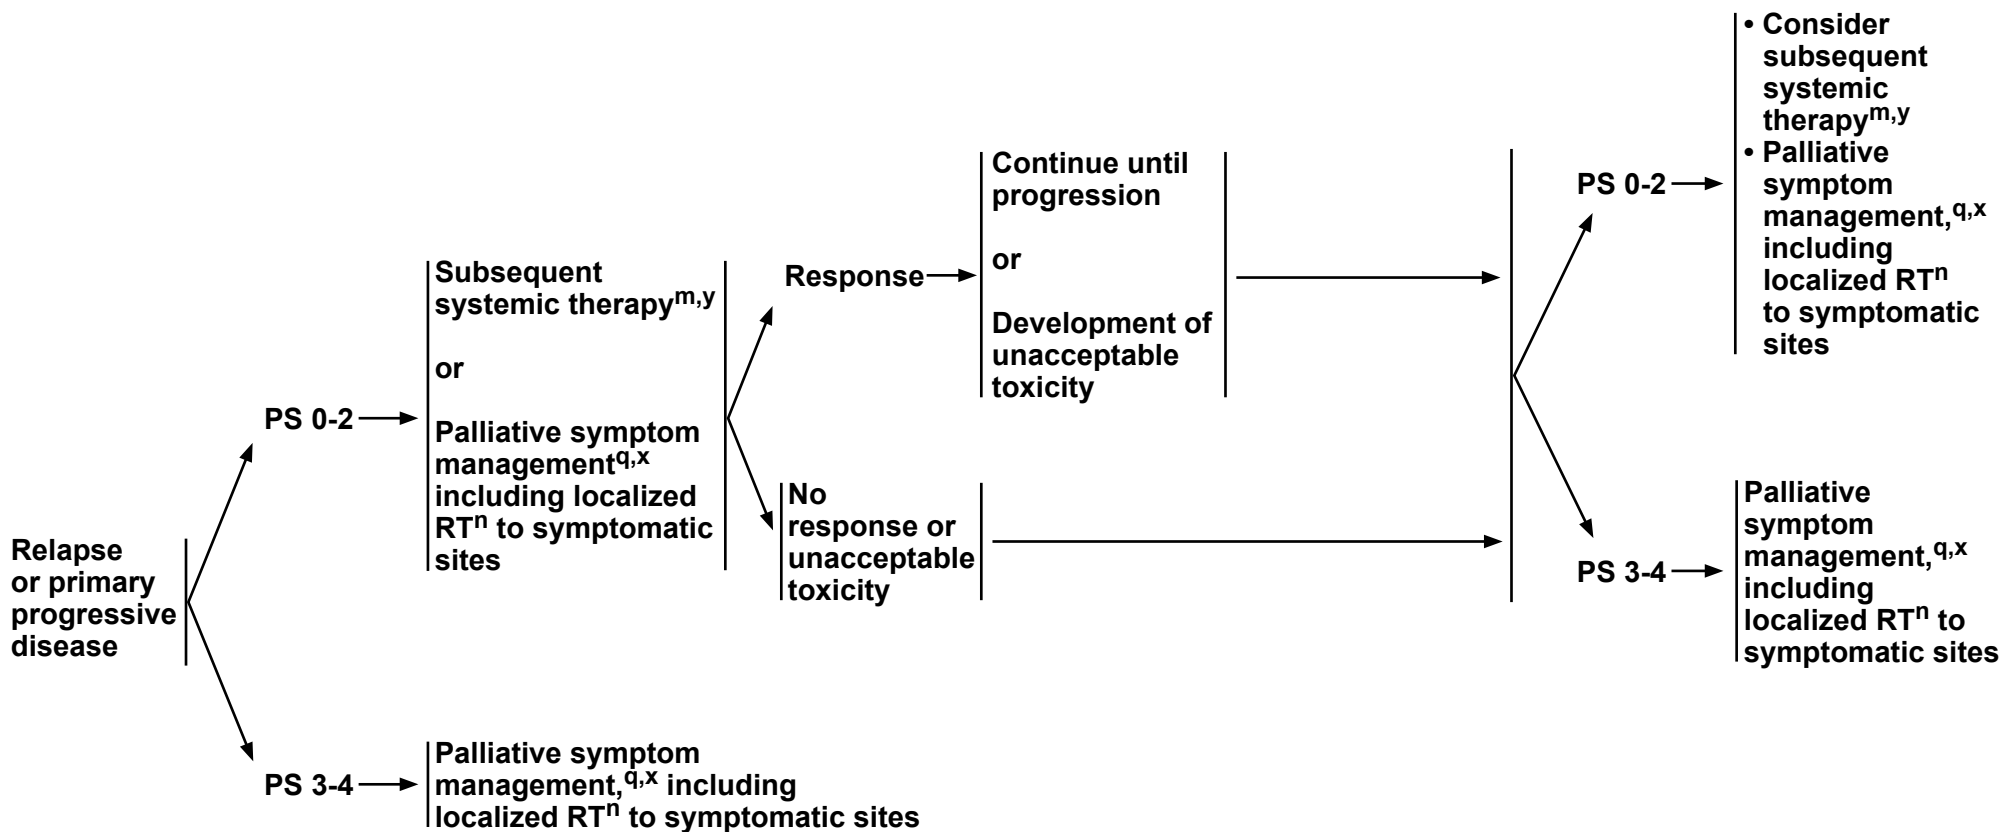 Relapse
or primary
progressive
disease
PS 0-2
Subsequent
systemic therapym,y
or
Palliative symptom
managementq,x
including localized
RTn to symptomatic
sites
PS 3-4
Palliative symptom
management,q,x including
localized RTn to symptomatic sites
Response
Continue until
progression
or
Development of
unacceptable
toxicity
No
response or
unacceptable
toxicity
PS 0-2
• Consider
subsequent
systemic
therapym,y
• Palliative
symptom
management,q,x
including
localized RTn
to symptomatic
sites
PS 3-4
Palliative
symptom
management,q,x
including
localized RTn to
symptomatic sites